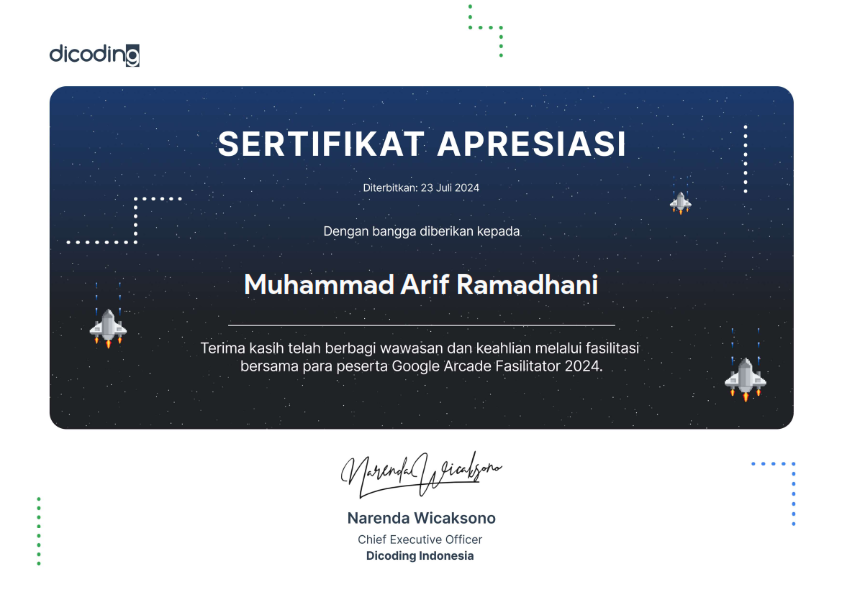 dicoding
SERTIFIKAT APRESIASI
Diterbitkan: 23 Juli 2024
Dengan bangga diberikan kepada
Muhammad Arif Ramadhani
Terima kasih telah berbagi wawasan dan keahlian melalui fasilitasi
bersama para peserta Google Arcade Fasilitator 2024.
Narenda Wicaksono
Narenda Wicaksono
Chief Executive Officer
Dicoding Indonesia